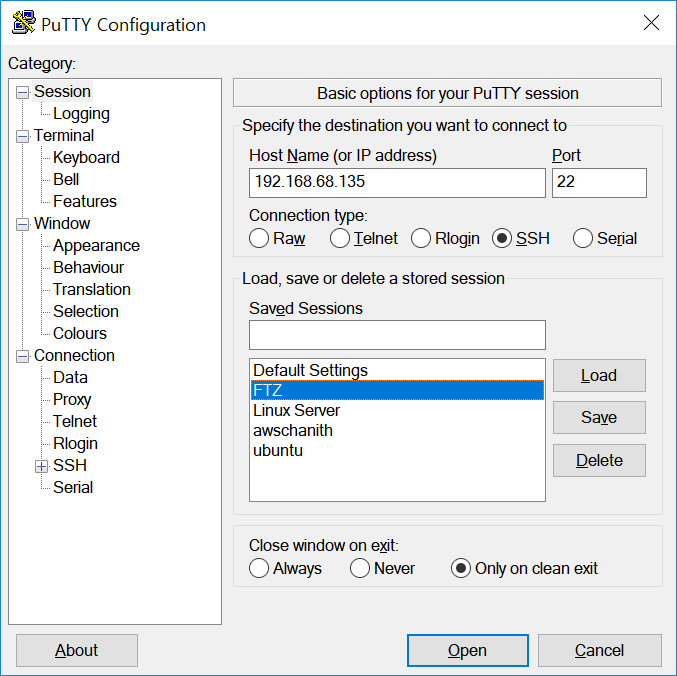 PuTTY Configuration
Category:
Session
Logging
Terminal
Keyboard
Bell
Features
Window
Appearance
Behaviour
Translation
Selection
Colours
Connection
Data
Proxy
Telnet
Rlogin
SSH
Serial
Basic options for your PuTTY session
Specify the destination you want to connect to
Host Name (or IP address) Port
192.168.68.135 22
Connection type:
Raw Telnet Rlogin SSH Serial
Load, save or delete a stored session
Saved Sessions
Default Settings
FTZ
Linux Server
awschanith
ubuntu
Load
Save
Delete
Close window on exit:
Always Never Only on clean exit
About Open Cancel